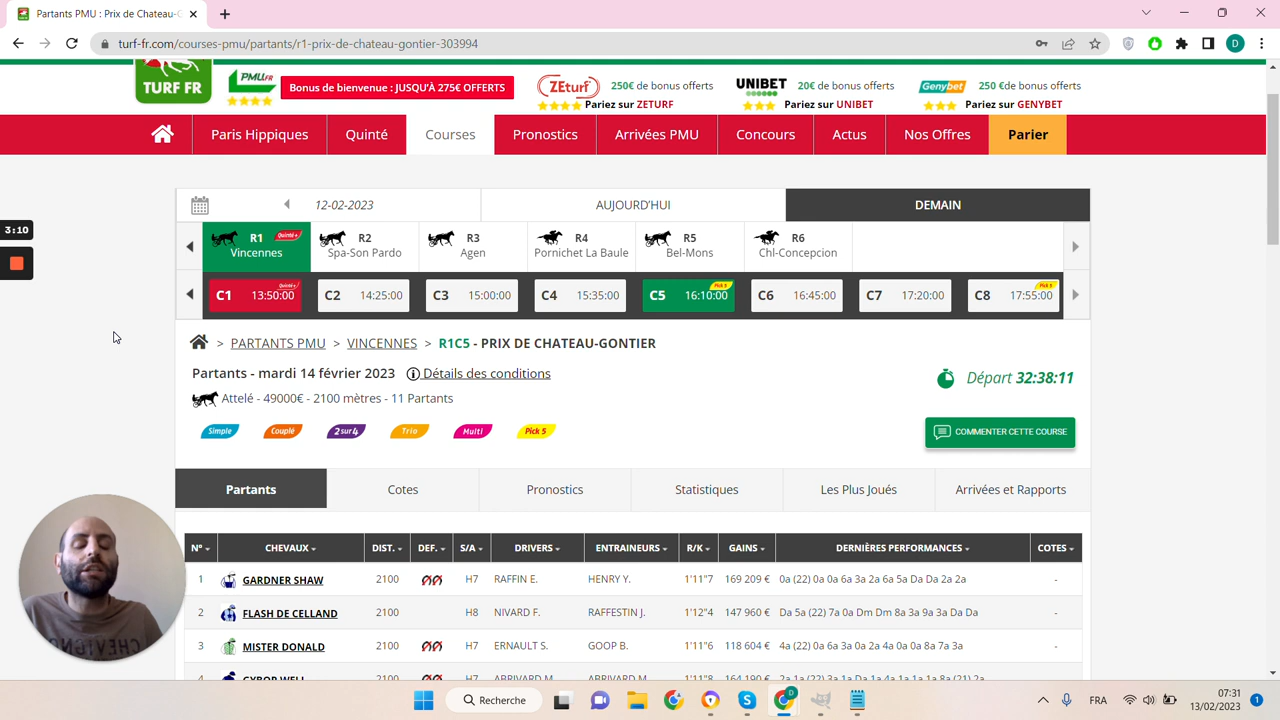 Partants PMU : Prix de Chateau-G
turf-fr.com/courses-pmu/partants/r1-prix-de-chateau-gontier-303994
TURF FR
PMU.FR
Bonus de bienvenue : JUSQU'À 275€ OFFERTS
ZEturf 250€ de bonus offerts
Pariez sur ZETURF
UNIBET 20€ de bonus offerts
Pariez sur UNIBET
Genybet 250 €de bonus offerts
Pariez sur GENYBET
Paris Hippiques Quinté Courses Pronostics Arrivées PMU Concours Actus Nos Offres Parier
12-02-2023 AUJOURD'HUI DEMAIN
3:10
R1 Quinté+ R2 R3 R4 R5 R6
Vincennes Spa-Son Pardo Agen Pornichet La Baule Bel-Mons Chl-Concepcion
Quinté+ Pick 5 Pick 5
C1 13:50:00 C2 14:25:00 C3 15:00:00 C4 15:35:00 C5 16:10:00 C6 16:45:00 C7 17:20:00 C8 17:55:00
> PARTANTS PMU > VINCENNES > R1C5 - PRIX DE CHATEAU-GONTIER
Partants - mardi 14 février 2023 Détails des conditions
Départ 32:38:11
Attelé - 49000€ - 2100 mètres - 11 Partants
Simple Couplé 2sur4 Trio Multi Pick 5
COMMENTER CETTE COURSE
Partants Cotes Pronostics Statistiques Les Plus Joués Arrivées et Rapports
N° CHEVAUX DIST. DEF. S/A DRIVERS ENTRAINEURS R/K GAINS DERNIÈRES PERFORMANCES COTES
1 GARDNER SHAW 2100 H7 RAFFIN E. HENRY Y. 1'11"7 169 209 € 0a (22) 0a 0a 6a 3a 2a 6a 5a Da Da 2a 2a -
2 FLASH DE CELLAND 2100 H8 NIVARD F. RAFFESTIN J. 1'12"4 147 960 € Da 5a (22) 7a 0a Dm Dm 8a 3a 9a 3a Da Da -
3 MISTER DONALD 2100 H7 ERNAULT S. GOOP B. 1'11"6 118 604 € 4a (22) 0a 6a 3a 0a 2a 4a 0a 0a 8a 7a 3a -
CHEVIGN
Recherche
FRA
07:31
13/02/2023
1